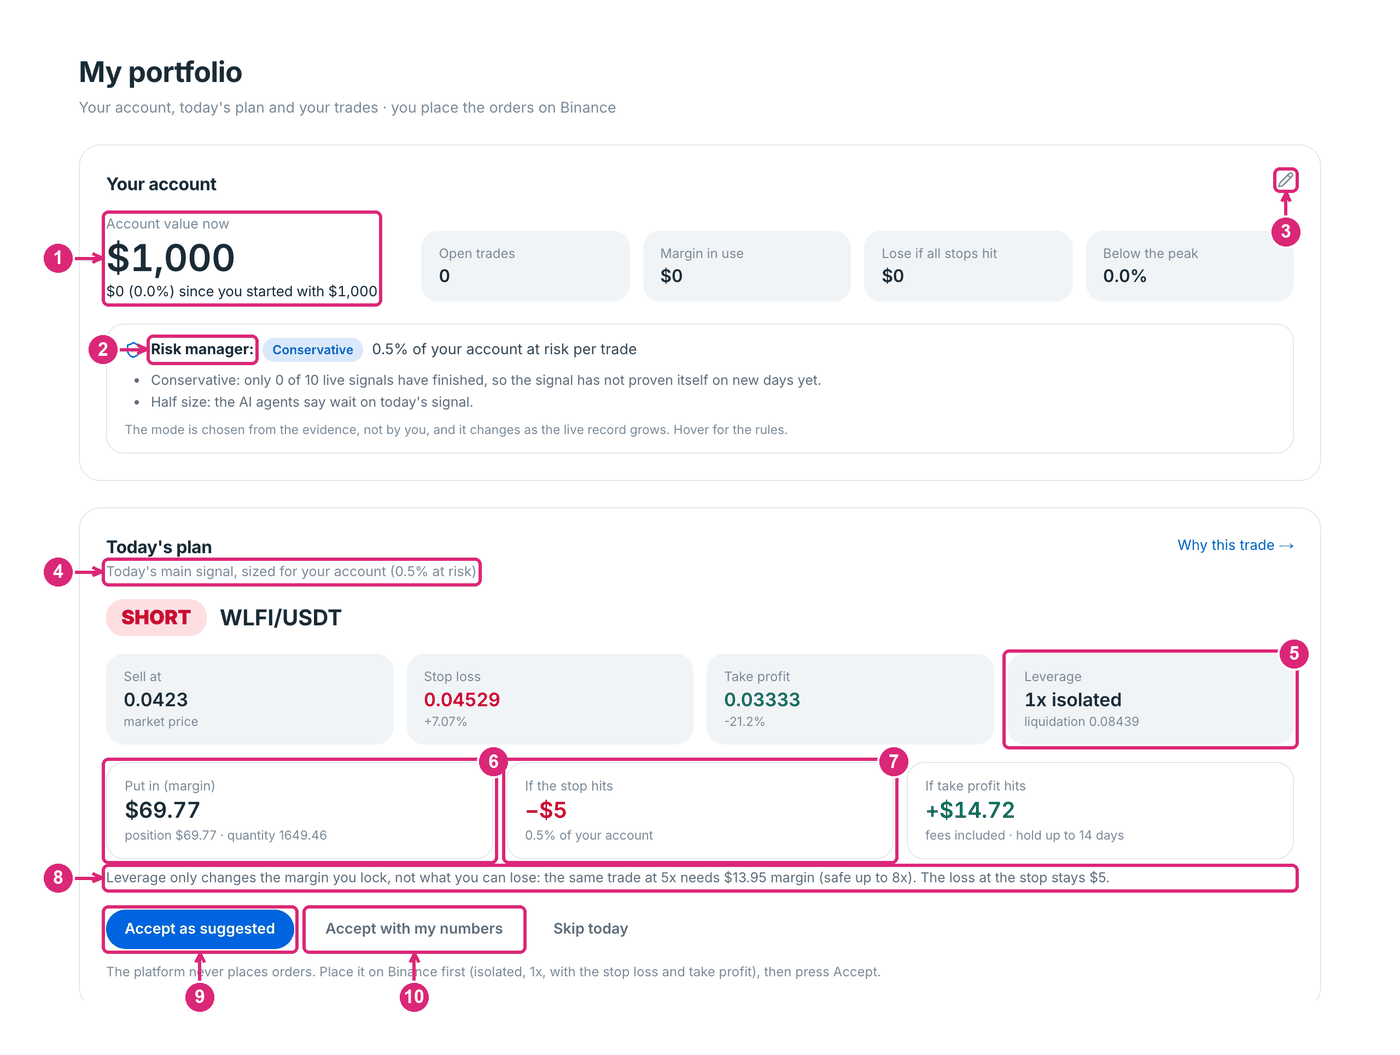 My portfolio
Your account, today's plan and your trades · you place the orders on Binance
Your account
3
1
Account value now
$1,000
$0 (0.0%) since you started with $1,000
Open trades
0
Margin in use
$0
Lose if all stops hit
$0
Below the peak
0.0%
2
Risk manager: Conservative 0.5% of your account at risk per trade
• Conservative: only 0 of 10 live signals have finished, so the signal has not proven itself on new days yet.
• Half size: the AI agents say wait on today's signal.
The mode is chosen from the evidence, not by you, and it changes as the live record grows. Hover for the rules.
Today's plan
Why this trade →
4
Today's main signal, sized for your account (0.5% at risk)
SHORT WLFI/USDT
Sell at
0.0423
market price
Stop loss
0.04529
+7.07%
Take profit
0.03333
-21.2%
5
Leverage
1x isolated
liquidation 0.08439
6
Put in (margin)
$69.77
position $69.77 · quantity 1649.46
7
If the stop hits
−$5
0.5% of your account
If take profit hits
+$14.72
fees included · hold up to 14 days
8
Leverage only changes the margin you lock, not what you can lose: the same trade at 5x needs $13.95 margin (safe up to 8x). The loss at the stop stays $5.
Accept as suggested
Accept with my numbers
Skip today
The platform never places orders. Place it on Binance first (isolated, 1x, with the stop loss and take profit), then press Accept.
9
10